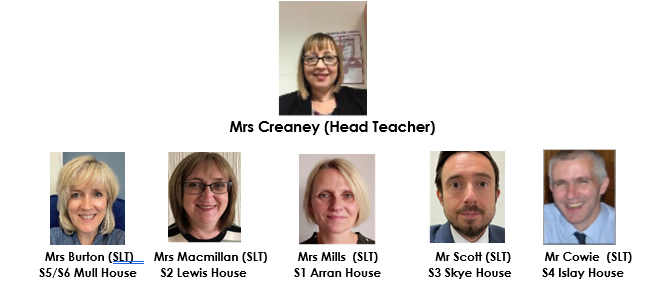 Mrs Creaney (Head Teacher)
Mrs Burton (SLT) Mrs Macmillan (SLT) Mrs Mills (SLT) Mr Scott (SLT) Mr Cowie (SLT)
S5/S6 Mull House S2 Lewis House S1 Arran House S3 Skye House S4 Islay House